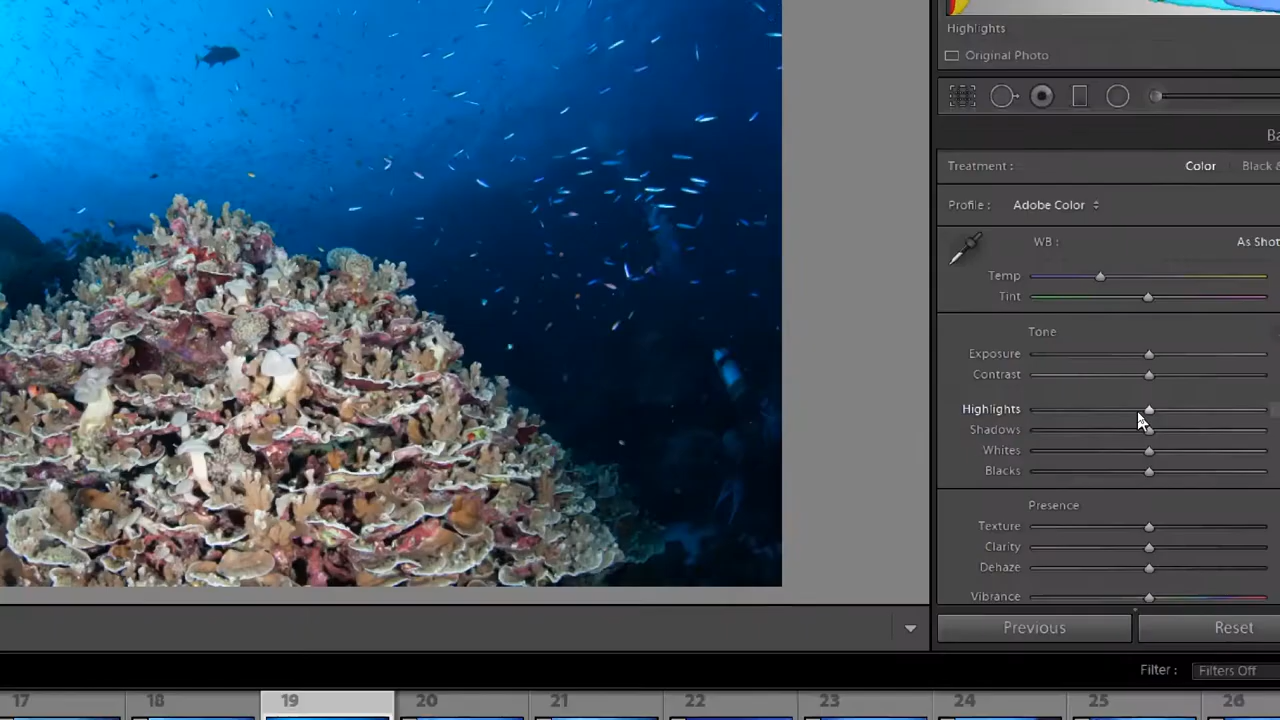 Highlights
Original Photo
Treatment :
Color
Profile :
Adobe Color
WB :
Temp
Tint
Tone
Exposure
Contrast
Highlights
Shadows
Whites
Blacks
Presence
Texture
Clarity
Dehaze
Vibrance
Previous
Reset
Filter :
Filters Off
17
18
19
20
21
22
23
24
25
26